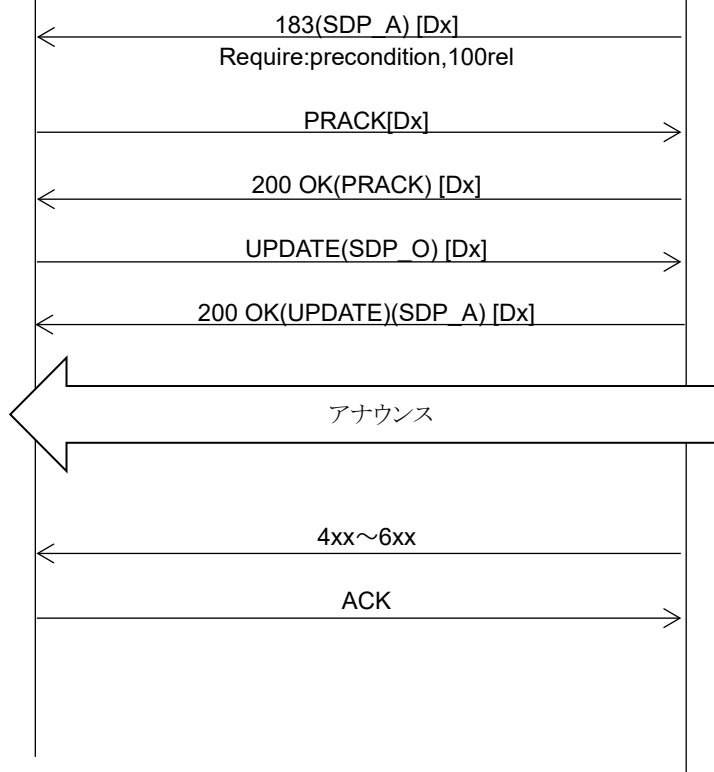 183(SDP_A) [Dx]
Require:precondition,100rel
PRACK[Dx]
200 OK(PRACK) [Dx]
UPDATE(SDP_O) [Dx]
200 OK(UPDATE)(SDP_A) [Dx]
アナウンス
4xx～6xx
ACK